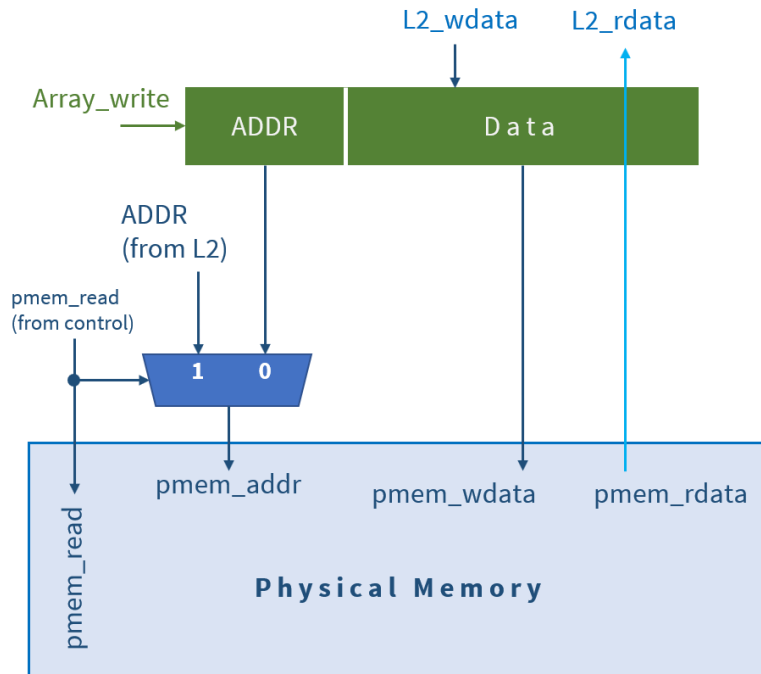 L2_wdata
L2_rdata
Array_write
ADDR
Data
ADDR
(from L2)
pmem_read
(from control)
1
0
pmem_addr
pmem_wdata
pmem_rdata
pmem_read
Physical Memory